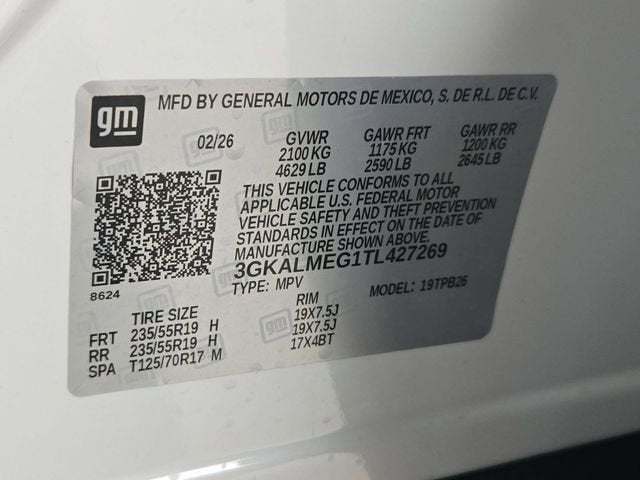 gm
MFD BY GENERAL MOTORS DE MEXICO, S. DE R.L. DE C.V.
02/26 GVWR GAWR FRT GAWR RR
2100 KG 1175 KG 1200 KG
4629 LB 2590 LB 2645 LB
THIS VEHICLE CONFORMS TO ALL
APPLICABLE U.S. FEDERAL MOTOR
VEHICLE SAFETY AND THEFT PREVENTION
STANDARDS IN EFFECT ON THE DATE OF
MANUFACTURE SHOWN ABOVE.
3GKALMEG1TL427269
8624 TYPE: MPV MODEL: 19TPB26
TIRE SIZE RIM
FRT 235/55R19 H 19X7.5J
RR 235/55R19 H 19X7.5J
SPA T125/70R17 M 17X4BT